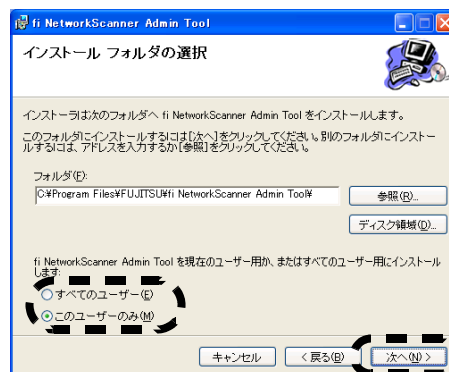 fi NetworkScanner Admin Tool
インストール フォルダの選択
インストーラは次のフォルダへ fi NetworkScanner Admin Tool をインストールします。
このフォルダにインストールするには[次へ]をクリックしてください。別のフォルダにインストー
ルするには、アドレスを入力するか[参照]をクリックしてください。
フォルダ(F):
C:¥Program Files¥FUJITSU¥fi NetworkScanner Admin Tool¥
参照(R)...
ディスク領域(D)...
fi NetworkScanner Admin Tool を現在のユーザー用か、またはすべてのユーザー用にインストール
します:
すべてのユーザー(E)
このユーザーのみ(M)
キャンセル
< 戻る(B)
次へ(N) >